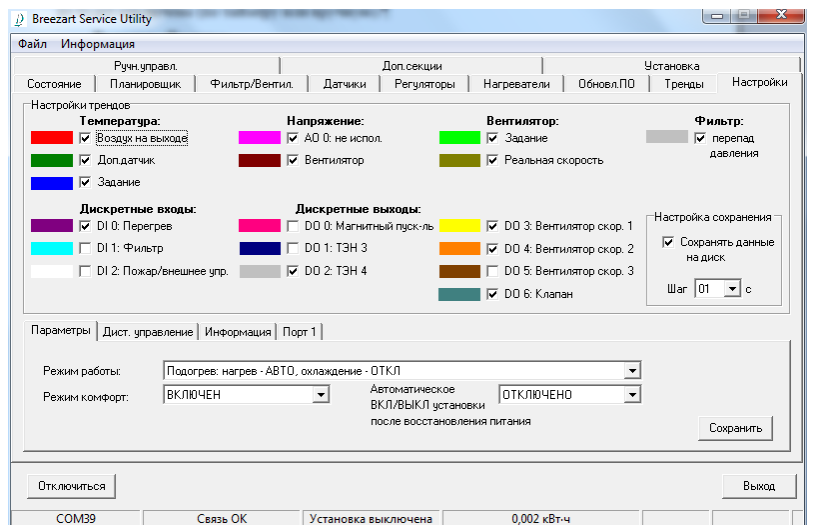 Breezart Service Utility
Файл Информация
Ручн.управл. Доп.секции Установка
Состояние Планировщик Фильтр/Вентил. Датчики Регуляторы Нагреватели Обновл.ПО Тренды Настройки
Настройки трендов
Температура: Напряжение: Вентилятор: Фильтр:
Воздух на выходе АО 0: не испол. Задание перепад
Доп.датчик Вентилятор Реальная скорость давления
Задание
Дискретные входы: Дискретные выходы:
DI 0: Перегрев DO 0: Магнитный пуск-ль DO 3: Вентилятор скор. 1
DI 1: Фильтр DO 1: ТЭН 3 DO 4: Вентилятор скор. 2
DI 2: Пожар/внешнее упр. DO 2: ТЭН 4 DO 5: Вентилятор скор. 3
DO 6: Клапан
Настройка сохранения
Сохранять данные
на диск
Шаг 01 с
Параметры Дист. управление Информация Порт 1
Режим работы: Подогрев: нагрев - АВТО, охлаждение - ОТКЛ
Режим комфорт: ВКЛЮЧЕН
Автоматическое
ВКЛ/ВЫКЛ установки
после восстановления питания
ОТКЛЮЧЕНО
Сохранить
Отключиться Выход
COM39 Связь ОК Установка выключена 0,002 кВт-ч